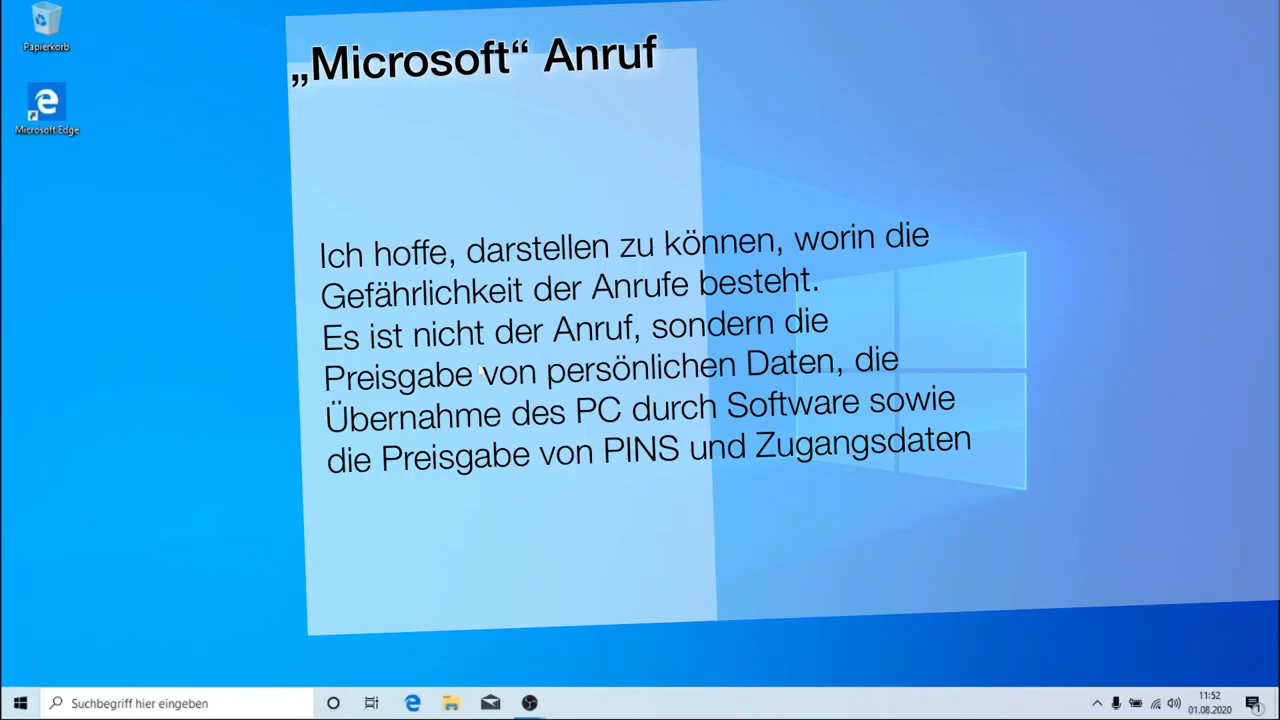 Papierkorb
Microsoft Edge
„Microsoft“ Anruf
Ich hoffe, darstellen zu können, worin die
Gefährlichkeit der Anrufe besteht.
Es ist nicht der Anruf, sondern die
Preisgabe von persönlichen Daten, die
Übernahme des PC durch Software sowie
die Preisgabe von PINS und Zugangsdaten
Suchbegriff hier eingeben
11:52
01.08.2020
1